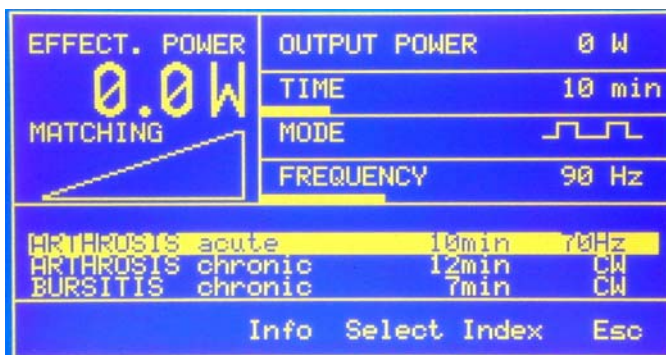 EFFECT. POWER
0.0 W
MATCHING
OUTPUT POWER 0 W
TIME 10 min
MODE
FREQUENCY 90 Hz
ARTHROSIS acute 10min 70Hz
ARTHROSIS chronic 12min CW
BURSITIS chronic 7min CW
Info Select Index Esc